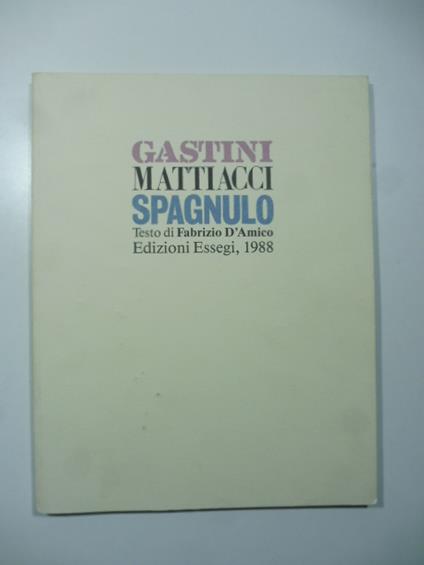 GASTINI
MATTIACCI
SPAGNULO
Testo di Fabrizio D'Amico
Edizioni Essegi, 1988